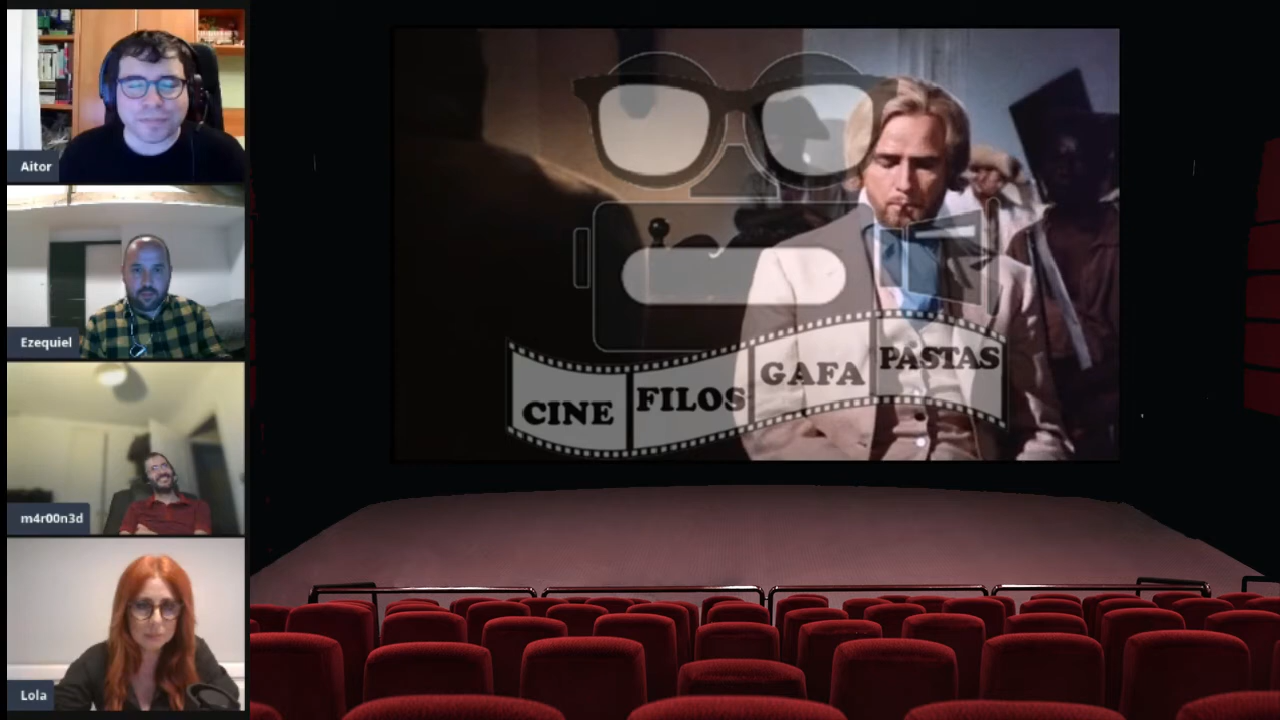 Aitor
Ezequiel
m4r00n3d
Lola
CINE FILOS GAFA PASTAS